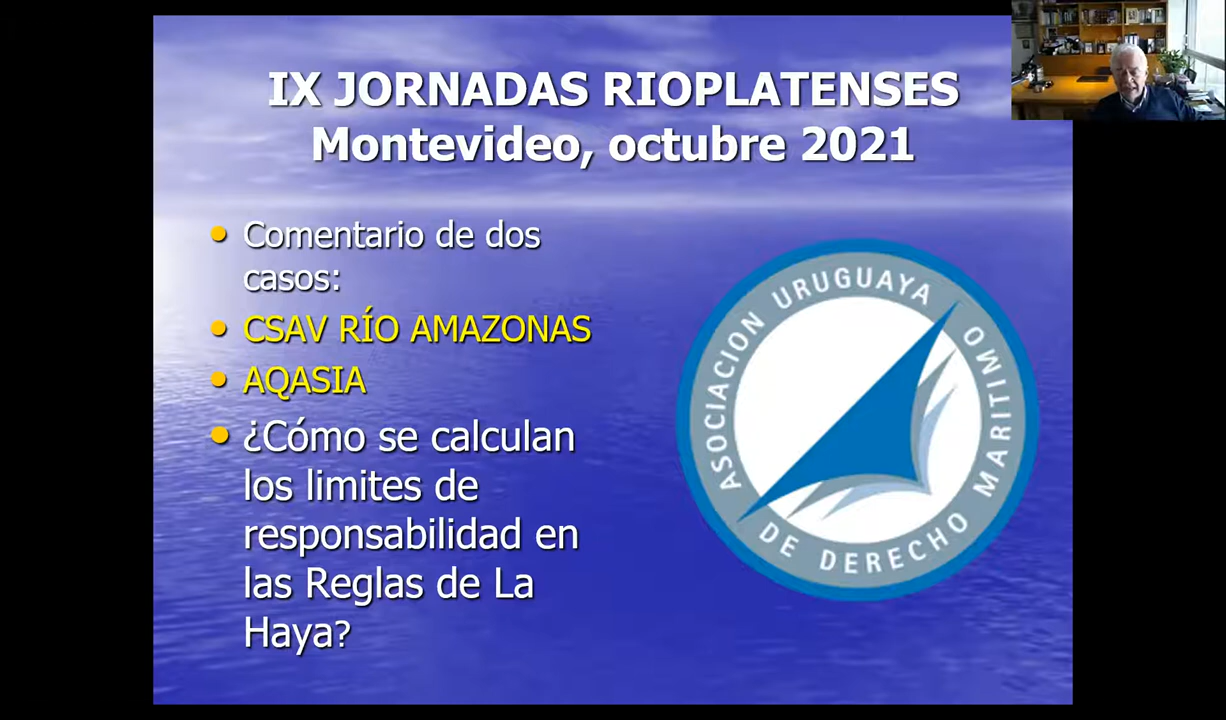 IX JORNADAS RIOPLATENSES
Montevideo, octubre 2021
• Comentario de dos
casos:
• CSAV RÍO AMAZONAS
• AQASIA
• ¿Cómo se calculan
los limites de
responsabilidad en
las Reglas de La
Haya?
ASOCIACION URUGUAYA
DE DERECHO MARITIMO